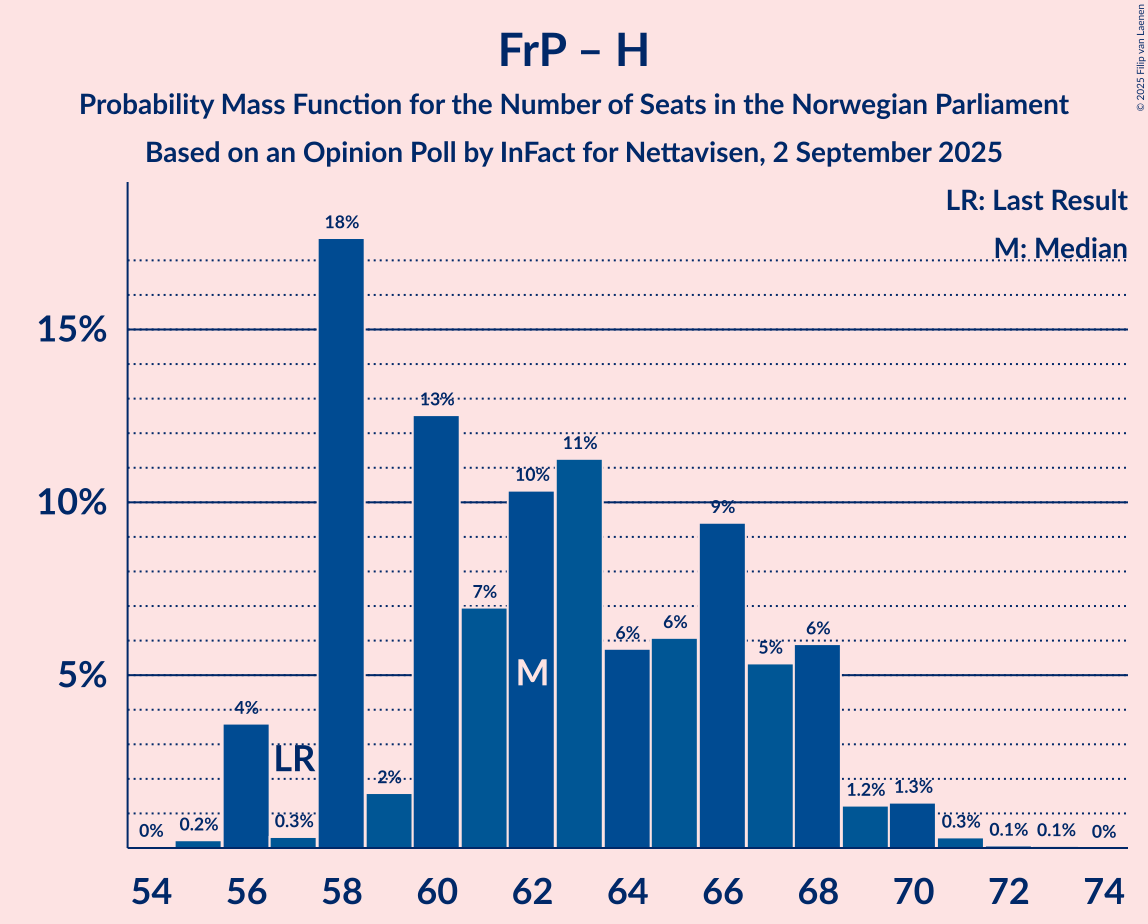 FrP – H
Probability Mass Function for the Number of Seats in the Norwegian Parliament
Based on an Opinion Poll by InFact for Nettavisen, 2 September 2025
© 2025 Filip van Laenen
LR: Last Result
M: Median
15%
10%
5%
0%
0.2%
4%
0.3%
18%
2%
13%
7%
10%
11%
6%
6%
9%
5%
6%
1.2%
1.3%
0.3%
0.1%
0.1%
0%
LR
M
54 56 58 60 62 64 66 68 70 72 74